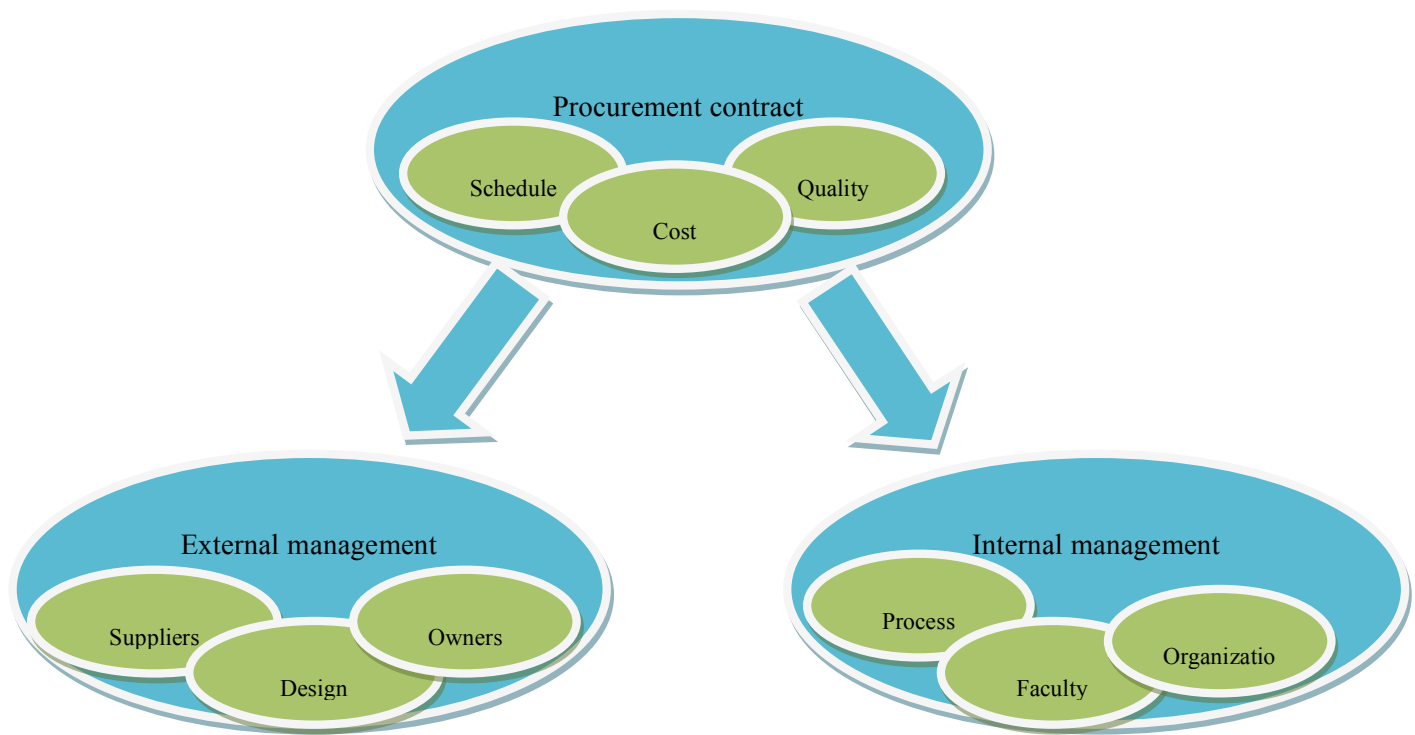 Procurement contract
Schedule
Quality
Cost
External management
Suppliers
Owners
Design
Internal management
Process
Organizatio
Faculty